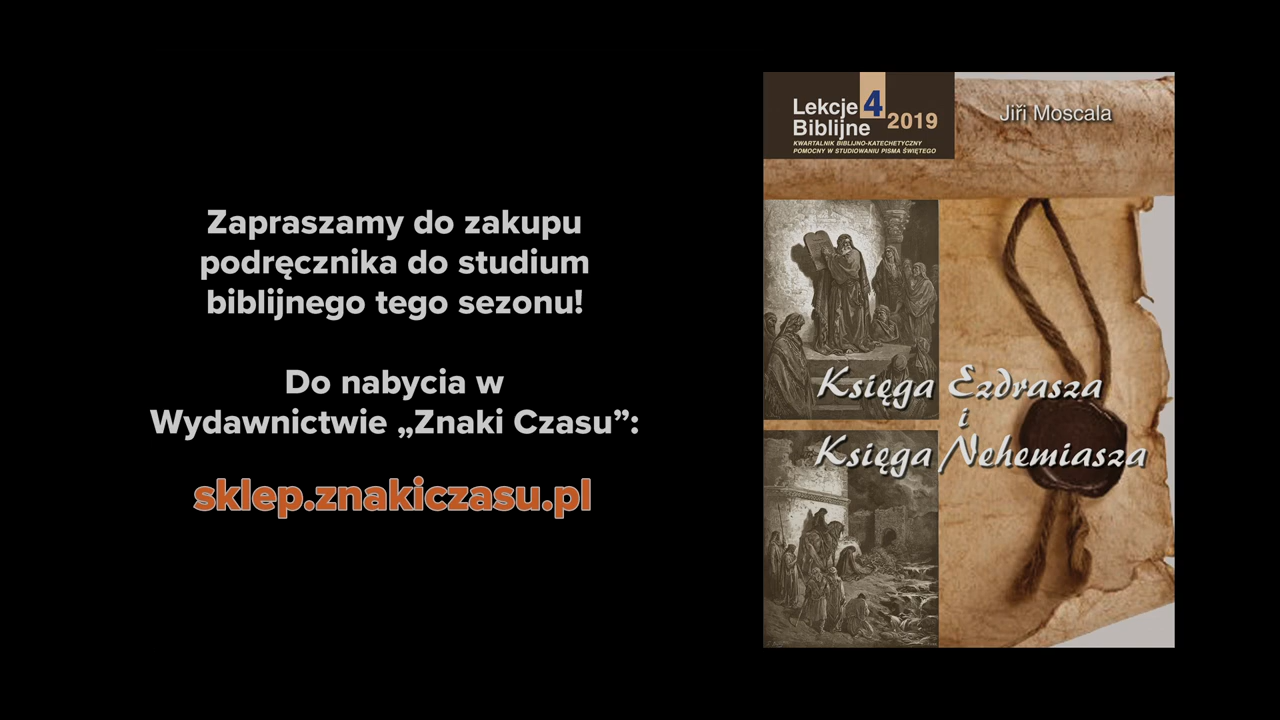 Zapraszamy do zakupu
podręcznika do studium
biblijnego tego sezonu!
Do nabycia w
Wydawnictwie „Znaki Czasu”:
sklep.znakiczasu.pl
Lekcje 4 2019
Biblijne
KWARTALNIK BIBLIJNO-KATECHETYCZNY
POMOCNY W STUDIOWANIU PISMA ŚWIĘTEGO
Jiří Moscala
Księga Ezdrasza
i
Księga Nehemiasza